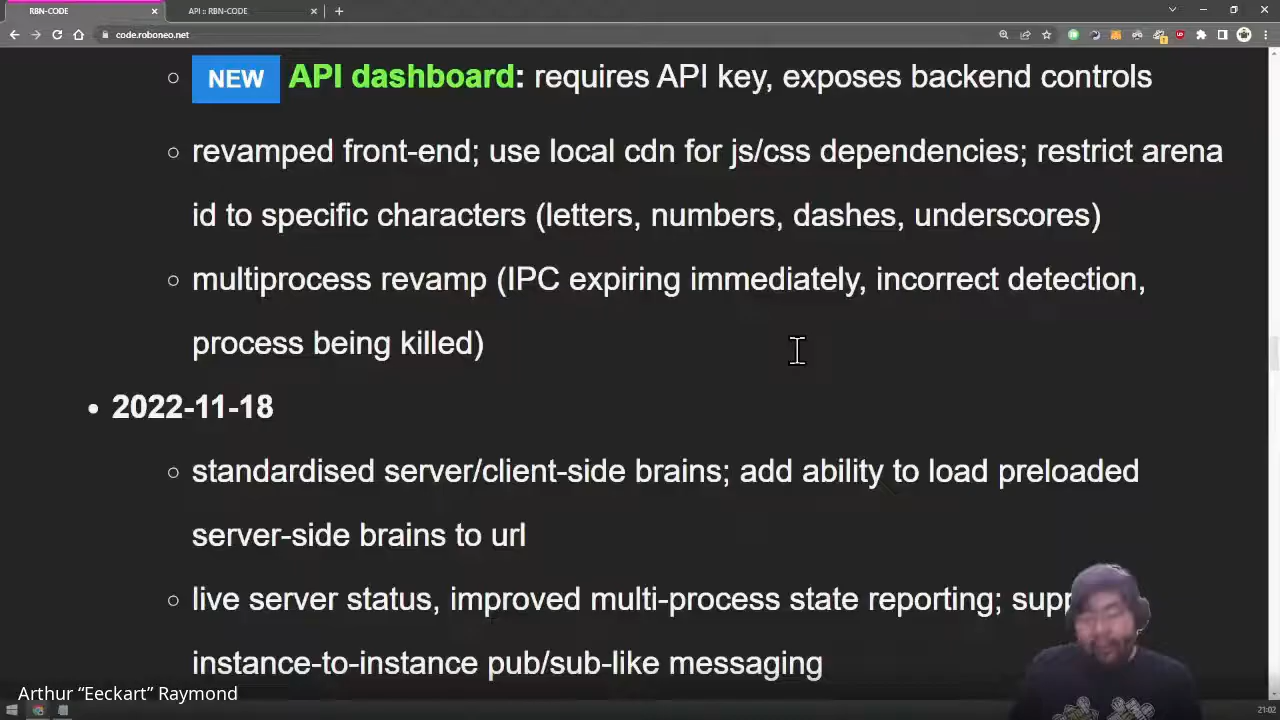 RBN-CODE
API :: RBN-CODE
code.roboneo.net
NEW API dashboard: requires API key, exposes backend controls
revamped front-end; use local cdn for js/css dependencies; restrict arena
id to specific characters (letters, numbers, dashes, underscores)
multiprocess revamp (IPC expiring immediately, incorrect detection,
process being killed)
2022-11-18
standardised server/client-side brains; add ability to load preloaded
server-side brains to url
live server status, improved multi-process state reporting;
instance-to-instance pub/sub-like messaging
Arthur “Eeckart” Raymond
21:02